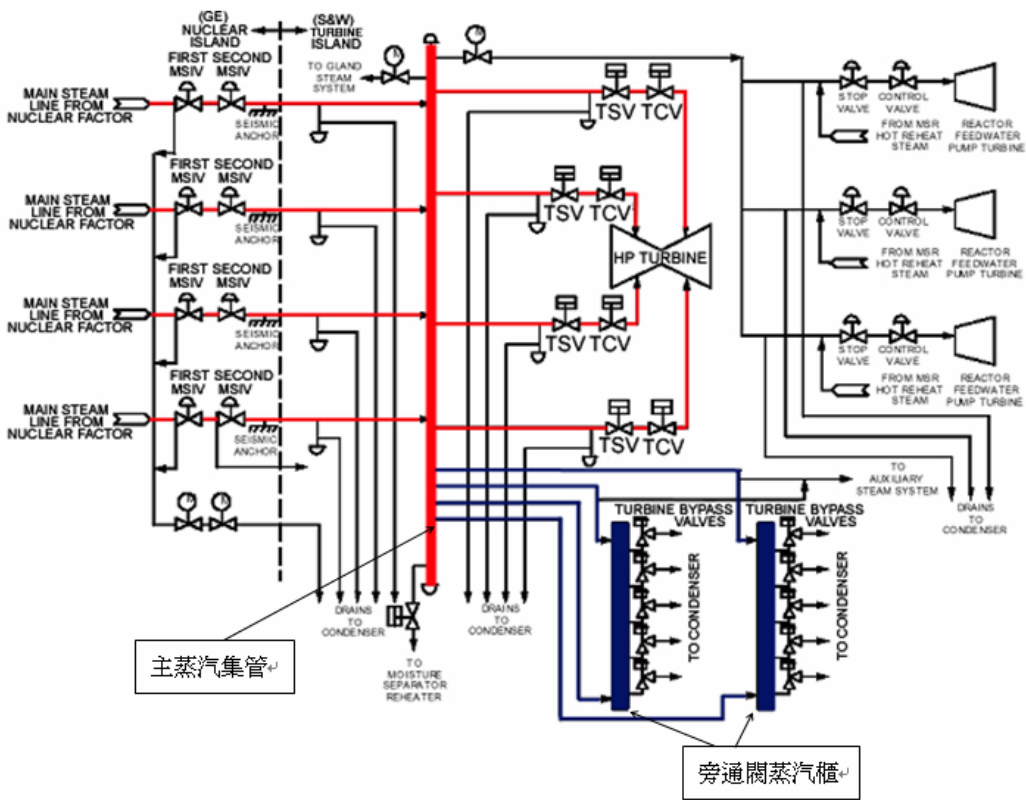 (GE)
NUCLEAR
ISLAND
(S&W)
TURBINE
ISLAND
FIRST SECOND
MSIV MSIV
MAIN STEAM
LINE FROM
NUCLEAR FACTOR
SEISMIC
ANCHOR
TO GLAND
STEAM
SYSTEM
M
M
TSV TCV
STOP
VALVE
CONTROL
VALVE
FROM MSR
HOT REHEAT
STEAM
REACTOR
FEEDWATER
PUMP TURBINE
FIRST SECOND
MSIV MSIV
MAIN STEAM
LINE FROM
NUCLEAR FACTOR
SEISMIC
ANCHOR
TSV TCV
HP TURBINE
STOP
VALVE
CONTROL
VALVE
FROM MSR
HOT REHEAT
STEAM
REACTOR
FEEDWATER
PUMP TURBINE
FIRST SECOND
MSIV MSIV
MAIN STEAM
LINE FROM
NUCLEAR FACTOR
SEISMIC
ANCHOR
TSV TCV
STOP
VALVE
CONTROL
VALVE
FROM MSR
HOT REHEAT
STEAM
REACTOR
FEEDWATER
PUMP TURBINE
FIRST SECOND
MSIV MSIV
MAIN STEAM
LINE FROM
NUCLEAR FACTOR
SEISMIC
ANCHOR
TSV TCV
M
M
TO
AUXILIARY
STEAM SYSTEM
DRAINS
TO
CONDENSER
TURBINE BYPASS
VALVES
TURBINE BYPASS
VALVES
TO CONDENSER
TO CONDENSER
DRAINS
TO
CONDENSER
DRAINS
TO
CONDENSER
TO
MOISTURE
SEPARATOR
REHEATER
主蒸汽集管
旁通閥蒸汽櫃